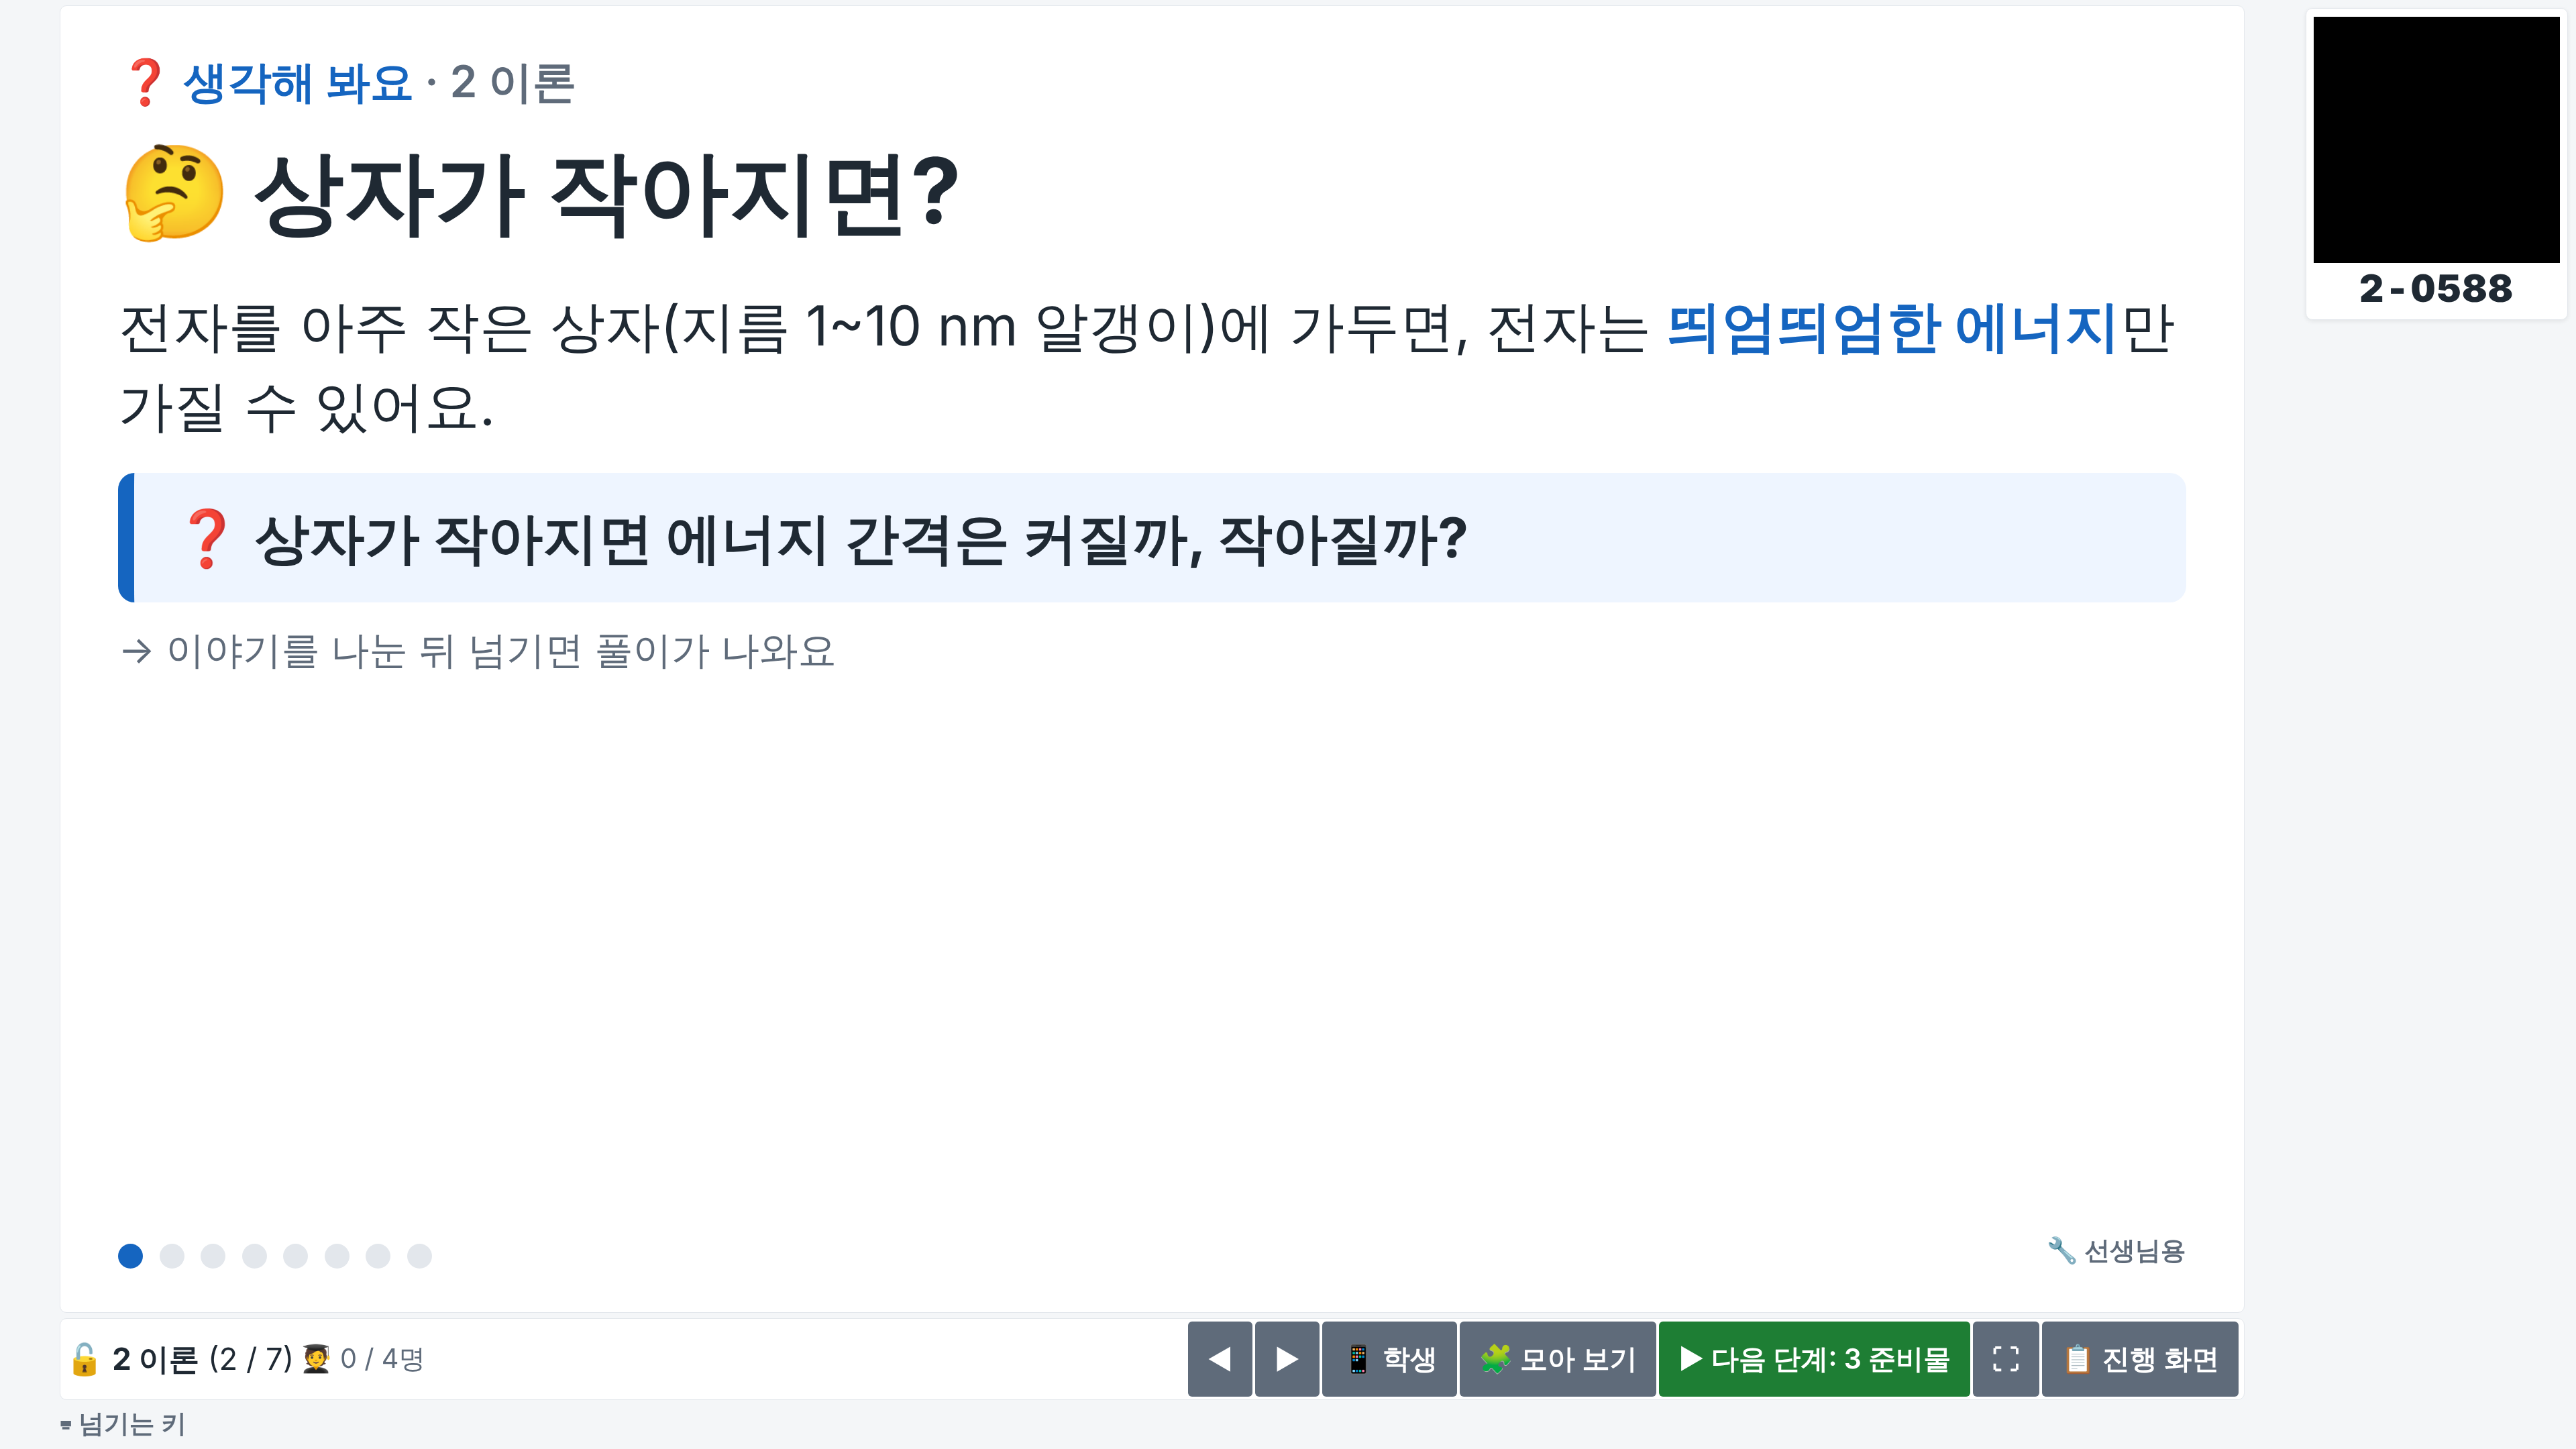 ❓ 생각해 봐요 · 2 이론
🤔 상자가 작아지면?
전자를 아주 작은 상자(지름 1~10 nm 알갱이)에 가두면, 전자는 띄엄띄엄한 에너지만
가질 수 있어요.
❓ 상자가 작아지면 에너지 간격은 커질까, 작아질까?
→ 이야기를 나눈 뒤 넘기면 풀이가 나와요
🔧 선생님용
2-0588
🔓 2 이론 (2 / 7) 🧑‍🎓 0 / 4명
◀ ▶ 📱 학생 🧩 모아 보기 ▶ 다음 단계: 3 준비물 ⛶ 📋 진행 화면
넘기는 키